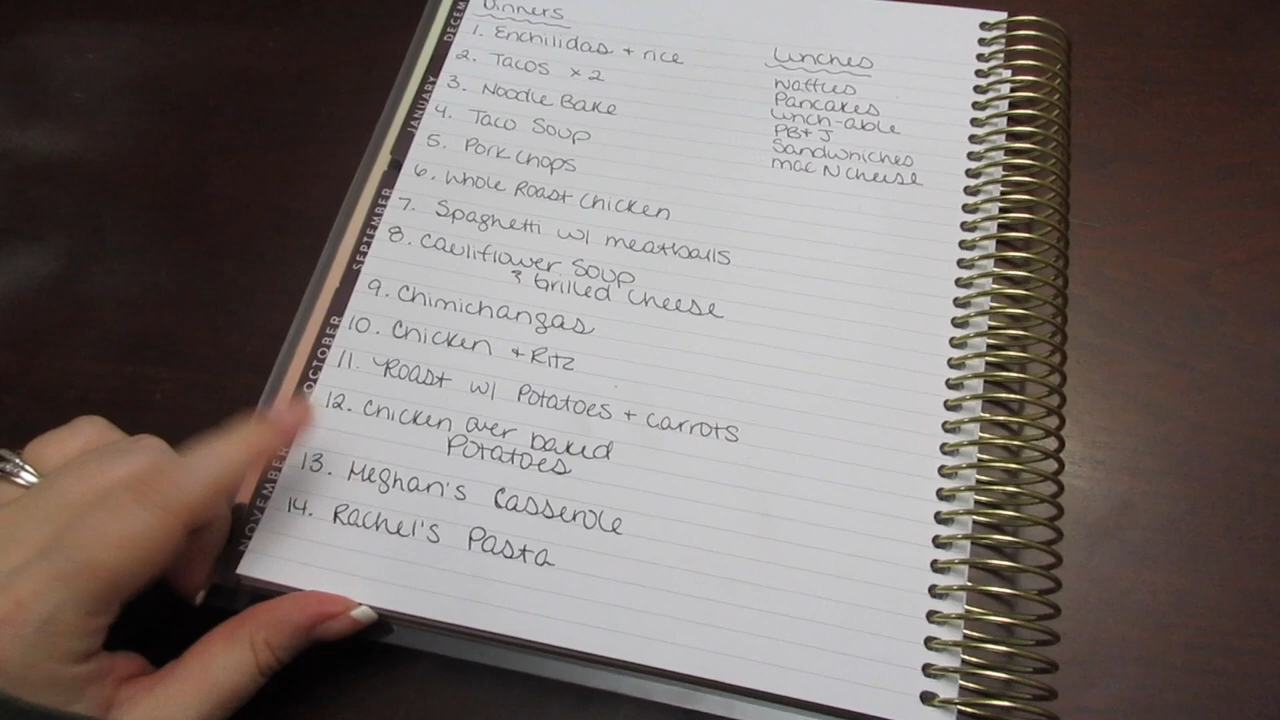 Dinners
1. Enchilidas + rice
2. Tacos x 2
3. Noodle Bake
4. Taco Soup
5. Pork Chops
6. Whole Roast Chicken
7. Spaghetti w/ meatballs
8. Cauliflower Soup
& Grilled Cheese
9. Chimichangas
10. Chicken + Ritz
11. Roast w/ Potatoes + carrots
12. Chicken over baked
Potatoes
13. Meghan's Casserole
14. Rachel's Pasta
Lunches
Waffles
Pancakes
Lunch-able
PB+J
Sandwhiches
Mac N Cheese
DECEM
JANUARY
SEPTEMBER
OCTOBER
NOVEMBER